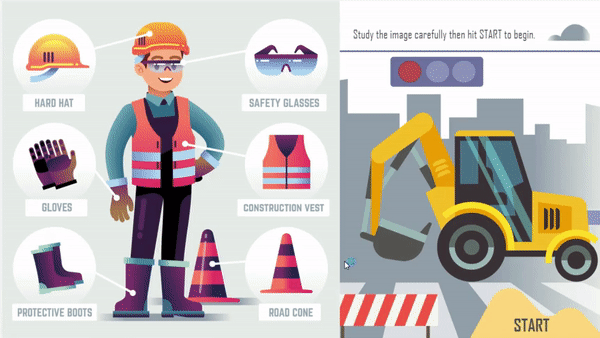 Study the image carefully then hit START to begin.
HARD HAT
SAFETY GLASSES
GLOVES
CONSTRUCTION VEST
PROTECTIVE BOOTS
ROAD CONE
START